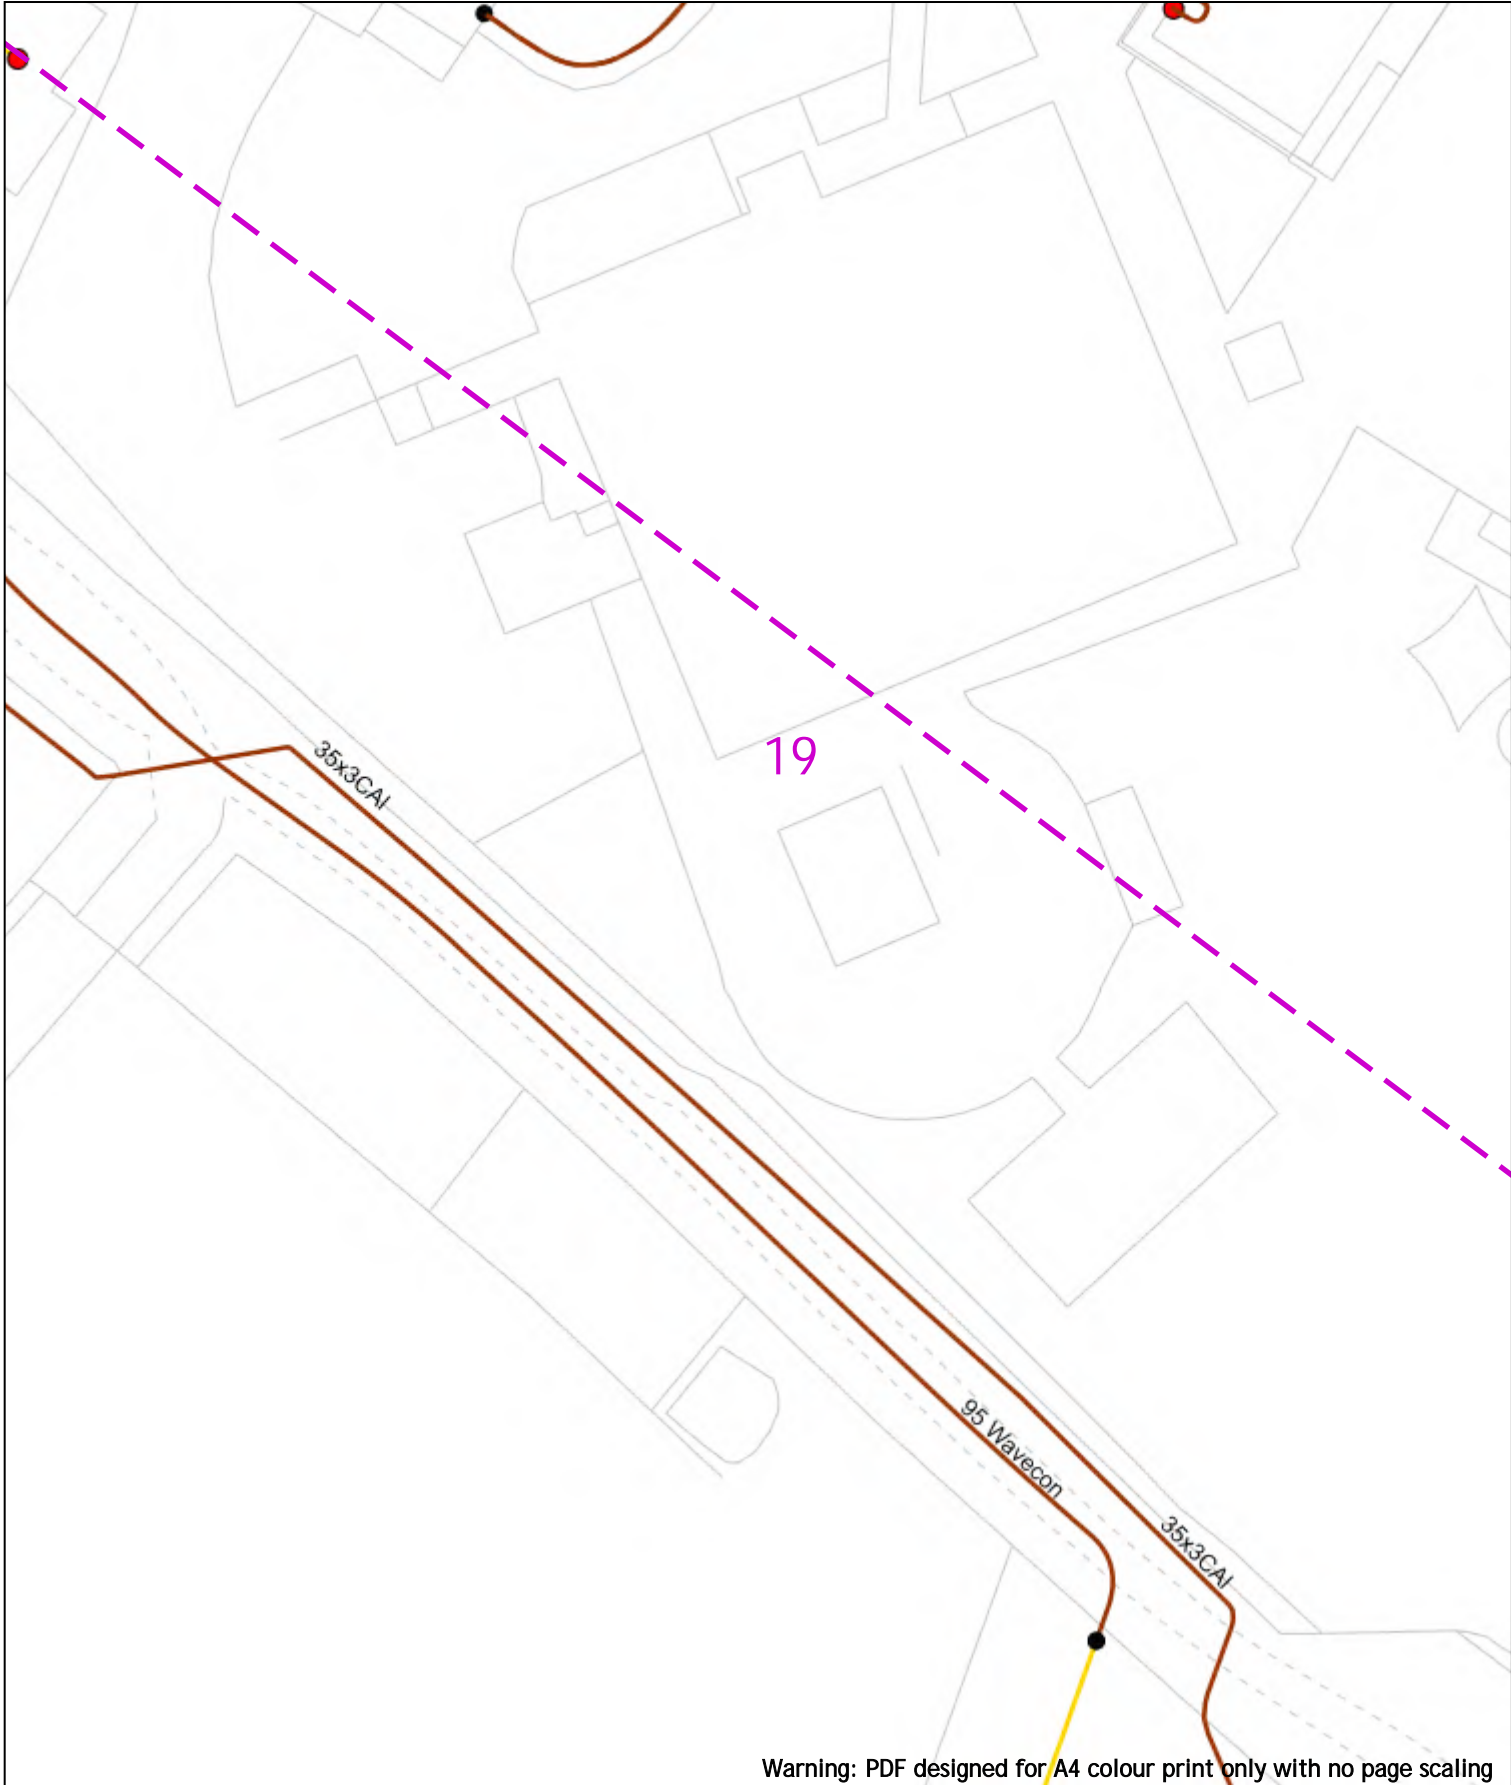 35x3CAl
19
95 Wavecon
35x3CAl
Warning: PDF designed for A4 colour print only with no page scaling